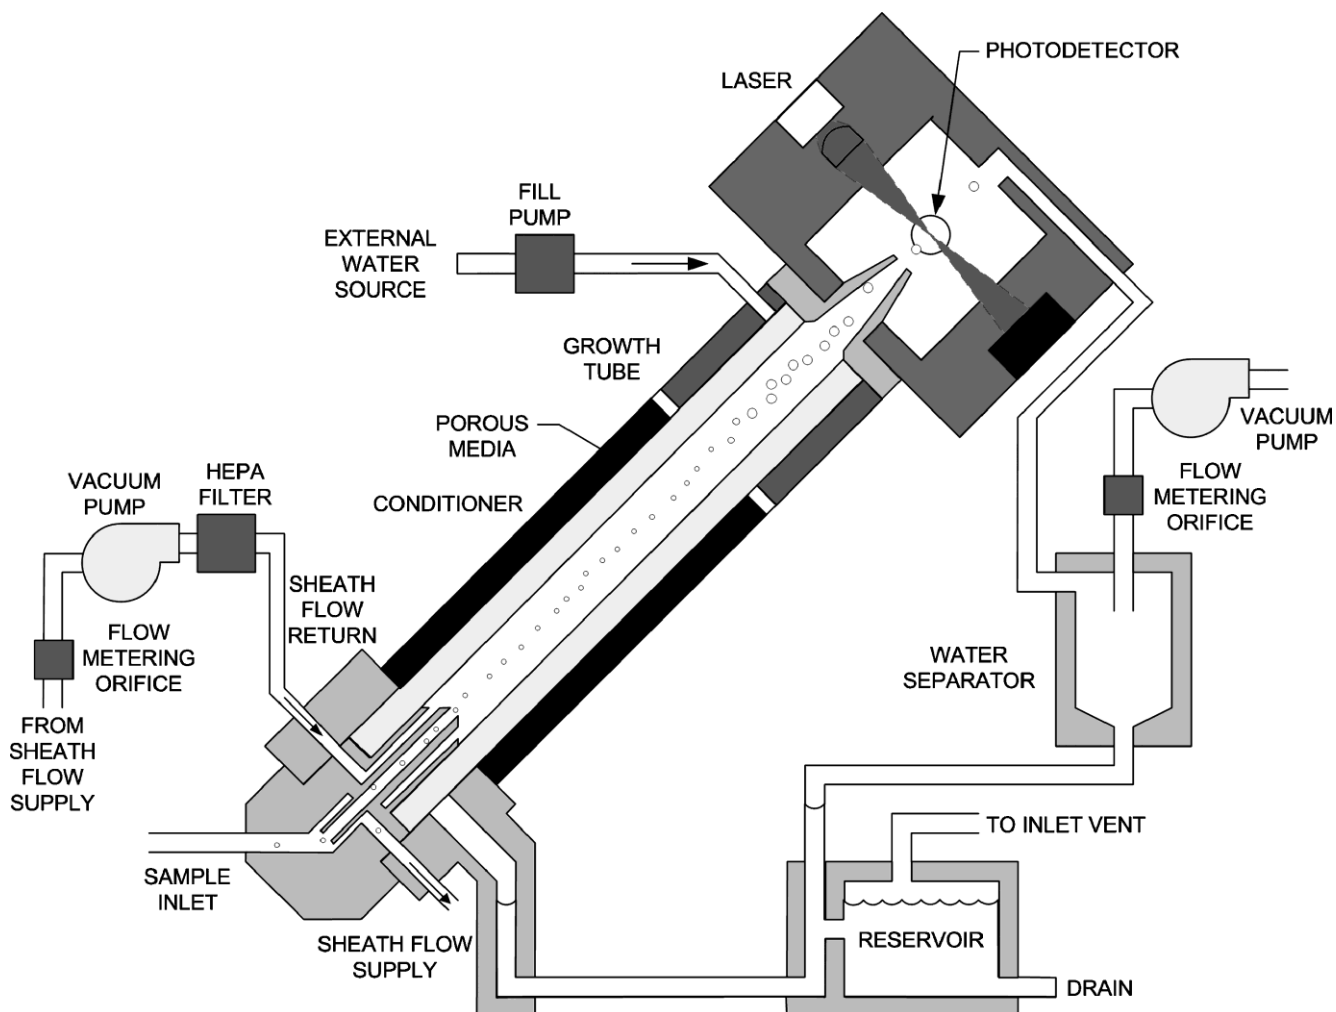 PHOTODETECTOR
LASER
FILL
PUMP
EXTERNAL
WATER
SOURCE
GROWTH
TUBE
POROUS
MEDIA
CONDITIONER
HEPA
FILTER
VACUUM
PUMP
SHEATH
FLOW
RETURN
FLOW
METERING
ORIFICE
FROM
SHEATH
FLOW
SUPPLY
SAMPLE
INLET
SHEATH FLOW
SUPPLY
VACUUM
PUMP
FLOW
METERING
ORIFICE
WATER
SEPARATOR
TO INLET VENT
RESERVOIR
DRAIN